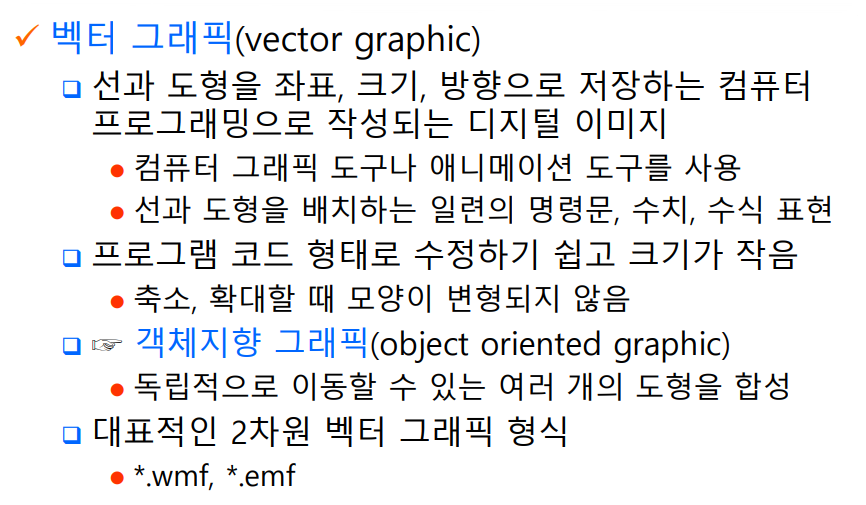 ✓ 벡터 그래픽(vector graphic)
❑ 선과 도형을 좌표, 크기, 방향으로 저장하는 컴퓨터
프로그래밍으로 작성되는 디지털 이미지
● 컴퓨터 그래픽 도구나 애니메이션 도구를 사용
● 선과 도형을 배치하는 일련의 명령문, 수치, 수식 표현
❑ 프로그램 코드 형태로 수정하기 쉽고 크기가 작음
● 축소, 확대할 때 모양이 변형되지 않음
❑ ☞ 객체지향 그래픽(object oriented graphic)
● 독립적으로 이동할 수 있는 여러 개의 도형을 합성
❑ 대표적인 2차원 벡터 그래픽 형식
● *.wmf, *.emf